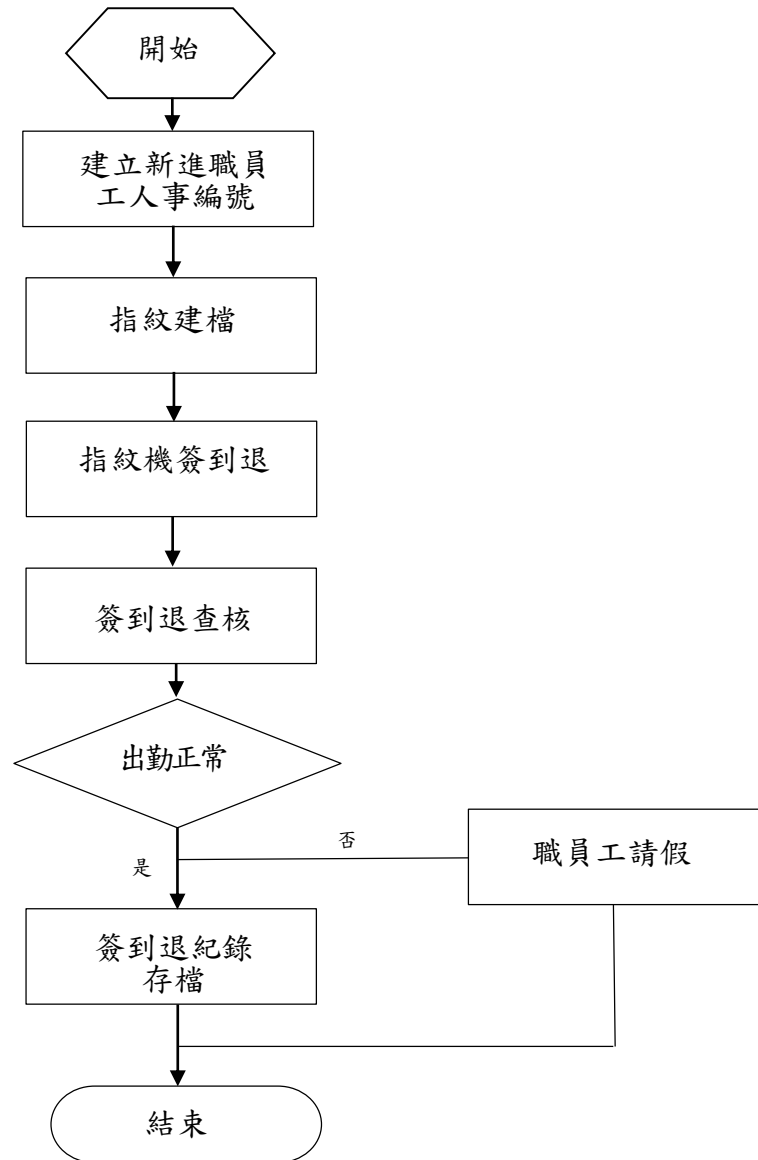 開始
建立新進職員
工人事編號
指紋建檔
指紋機簽到退
簽到退查核
出勤正常
否
職員工請假
是
簽到退紀錄
存檔
結束